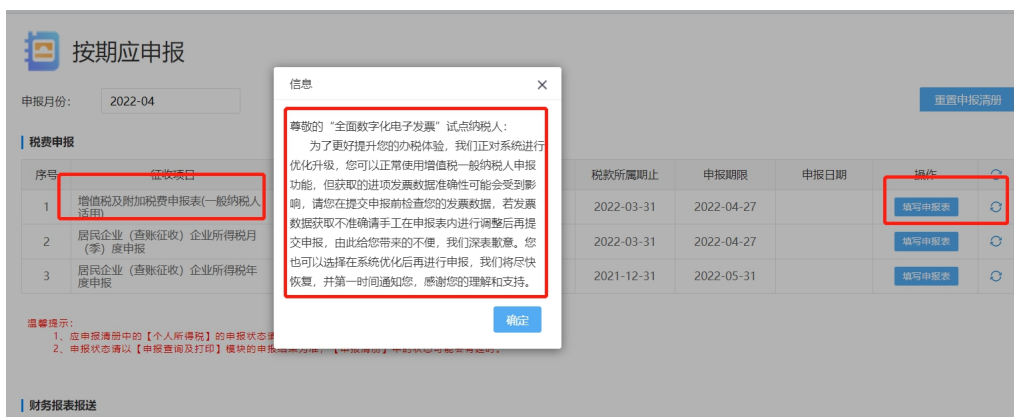 按期应申报
申报月份：
2022-04
重置申报清册
税费申报
序号
征收项目
税款所属期止
申报期限
申报日期
操作
1
增值税及附加税费申报表(一般纳税人
适用)
2022-03-31
2022-04-27
填写申报表
2
居民企业（查账征收）企业所得税月
（季）度申报
2022-03-31
2022-04-27
填写申报表
3
居民企业（查账征收）企业所得税年
度申报
2021-12-31
2022-05-31
填写申报表
温馨提示：
1、应申报清册中的【个人所得税】的申报状态
2、申报状态请以【申报查询及打印】模块的申报结果为准，【申报清册】中的状态可能会有延时。
财务报表报送
信息
尊敬的“全面数字化电子发票”试点纳税人：
为了更好提升您的办税体验，我们正对系统进行
优化升级，您可以正常使用增值税一般纳税人申报
功能，但获取的进项发票数据准确性可能会受到影
响，请您在提交申报前检查您的发票数据，若发票
数据获取不准确请手工在申报表内进行调整后再提
交申报，由此给您带来的不便，我们深表歉意。您
也可以选择在系统优化后再进行申报，我们将尽快
恢复，并第一时间通知您，感谢您的理解和支持。
确定